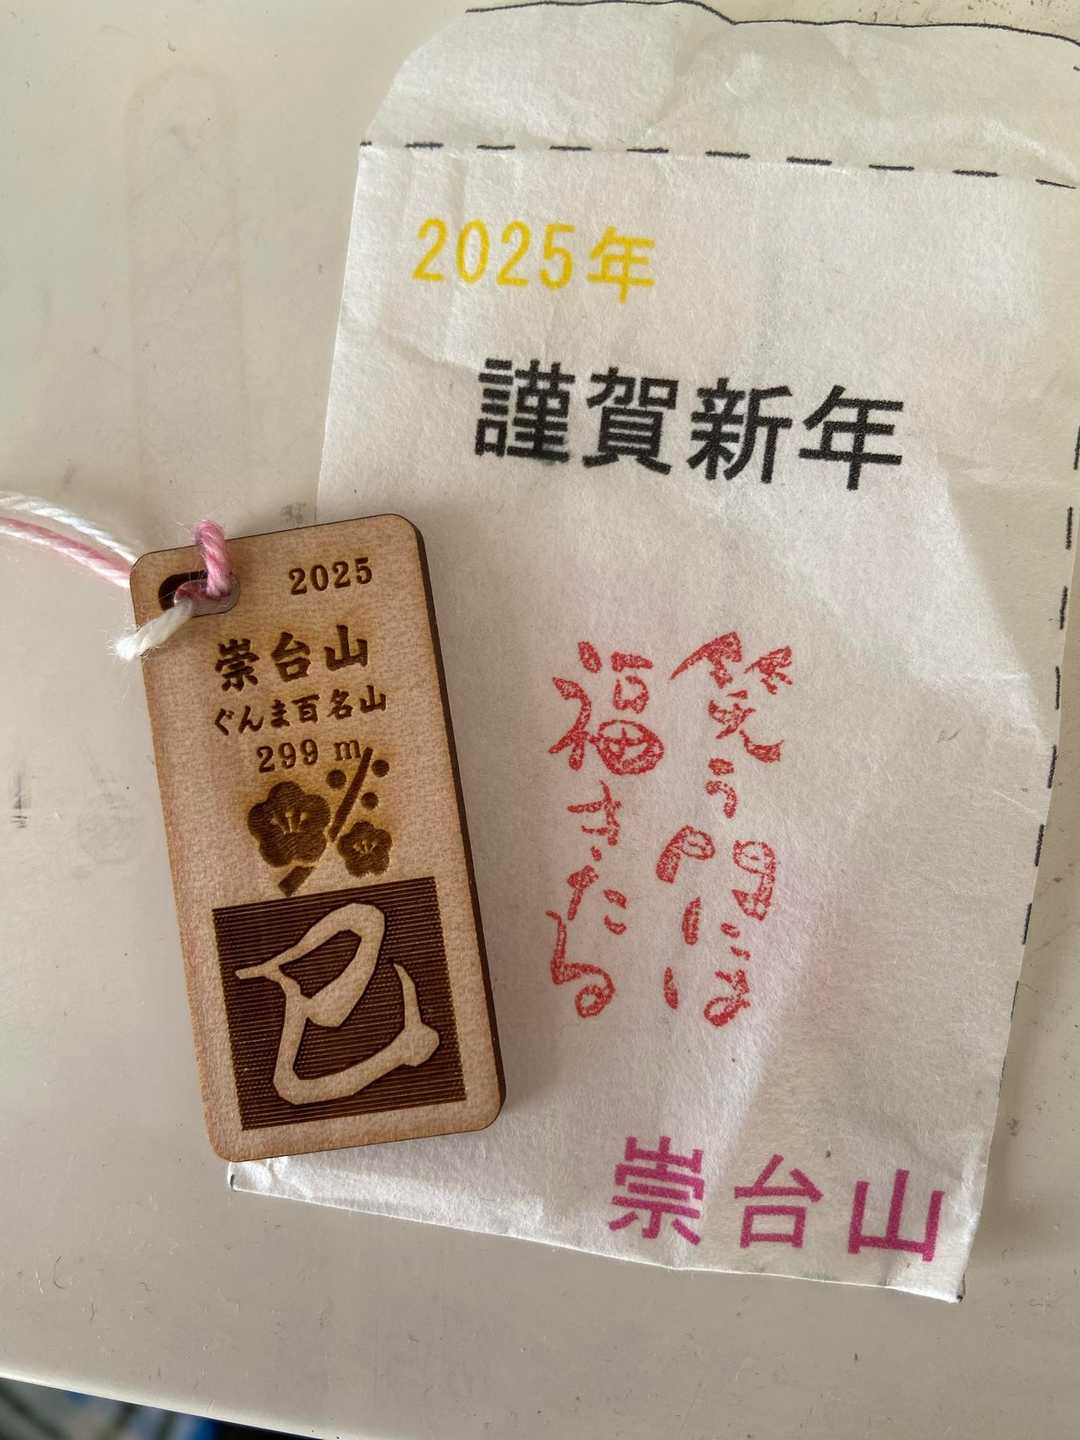 2025年
謹賀新年
笑う門には
福きたる
崇台山
2025
崇台山
ぐんま百名山
299 m
巳